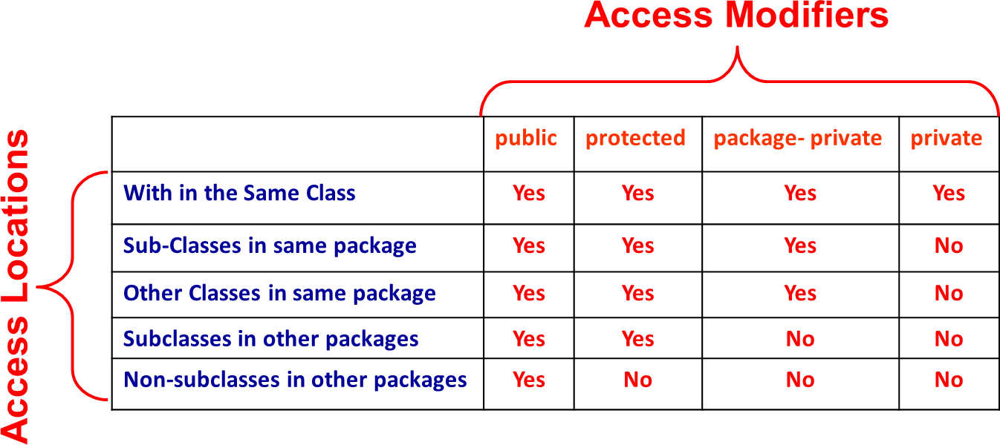 Access Modifiers
Access Locations
public protected package- private private
With in the Same Class Yes Yes Yes Yes
Sub-Classes in same package Yes Yes Yes No
Other Classes in same package Yes Yes Yes No
Subclasses in other packages Yes Yes No No
Non-subclasses in other packages Yes No No No